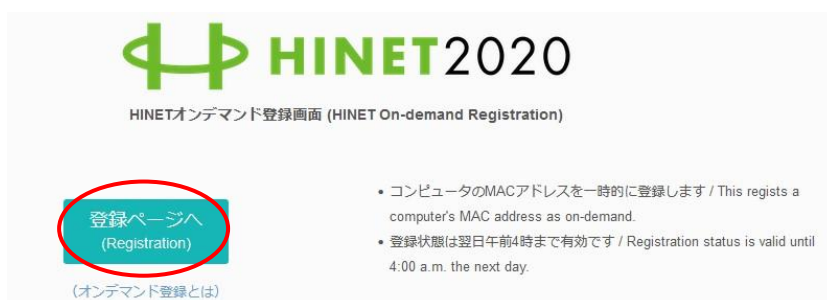 HINET2020
HINETオンデマンド登録画面 (HINET On-demand Registration)
登録ページへ
(Registration)
(オンデマンド登録とは)
• コンピュータのMACアドレスを一時的に登録します / This regists a
computer's MAC address as on-demand.
• 登録状態は翌日午前4時まで有効です / Registration status is valid until
4:00 a.m. the next day.